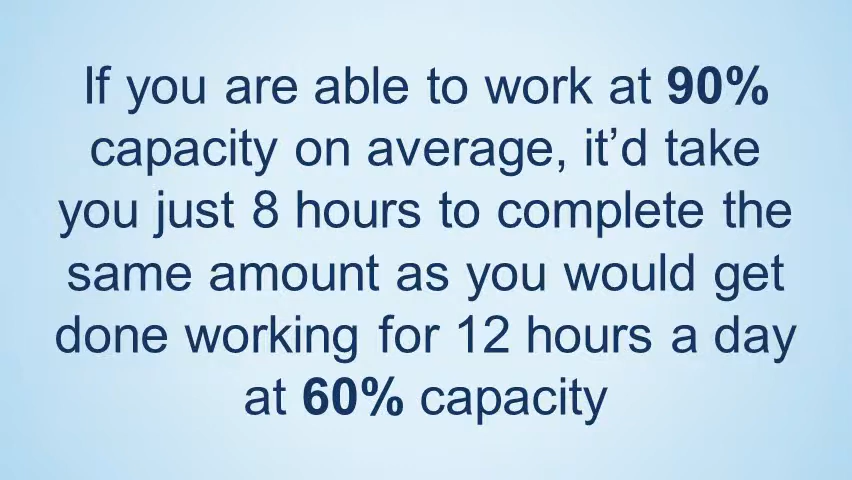 If you are able to work at 90%
capacity on average, it’d take
you just 8 hours to complete the
same amount as you would get
done working for 12 hours a day
at 60% capacity